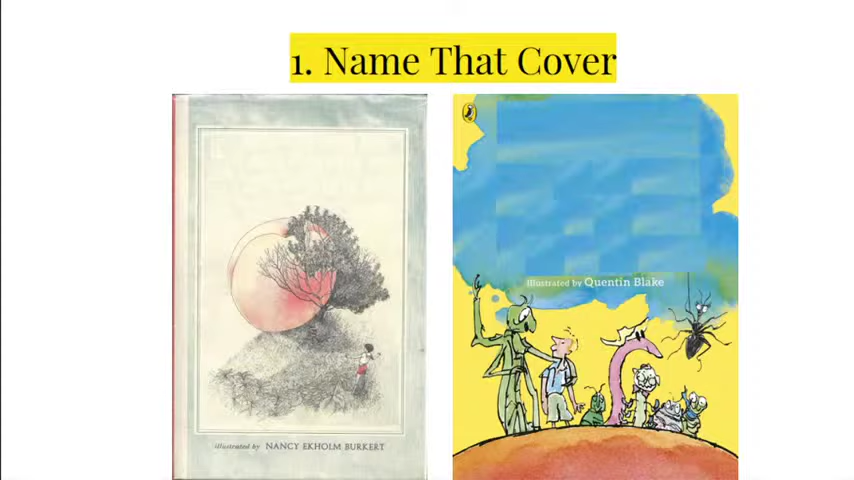 1. Name That Cover
illustrated by NANCY EKHOLM BURKERT
Illustrated by Quentin Blake